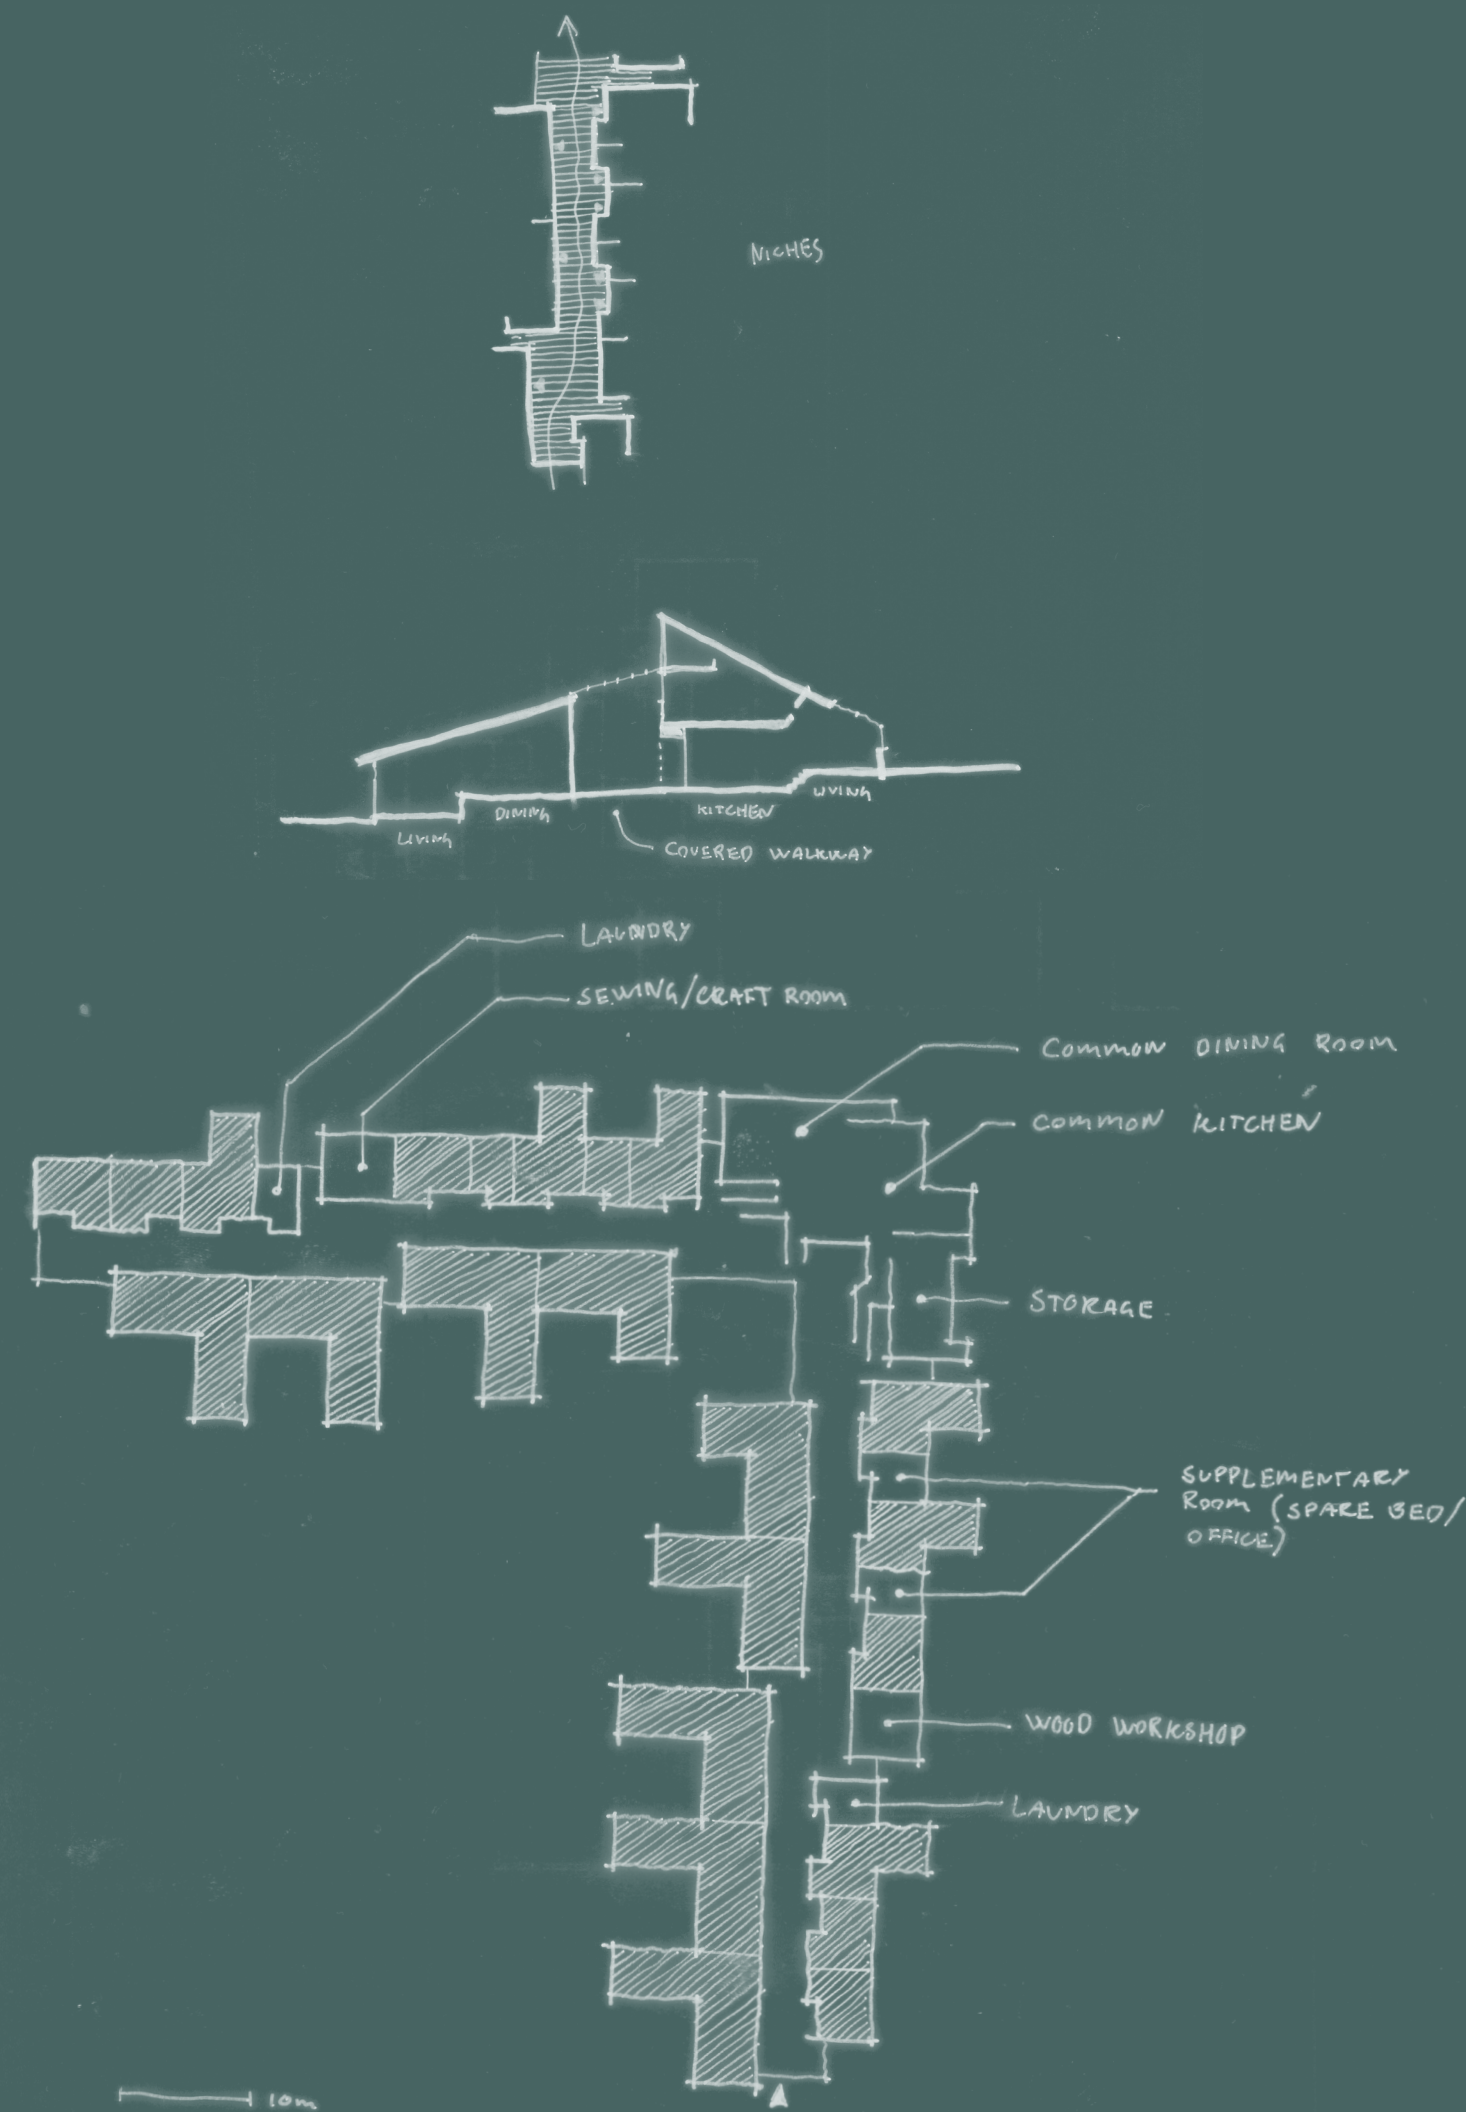 NICHES
LIVING
DINING
KITCHEN
LIVING
COVERED WALKWAY
LAUNDRY
SEWING/CRAFT ROOM
COMMON DINING ROOM
COMMON KITCHEN
STORAGE
SUPPLEMENTARY
ROOM (SPARE BED/
OFFICE)
WOOD WORKSHOP
LAUNDRY
10m